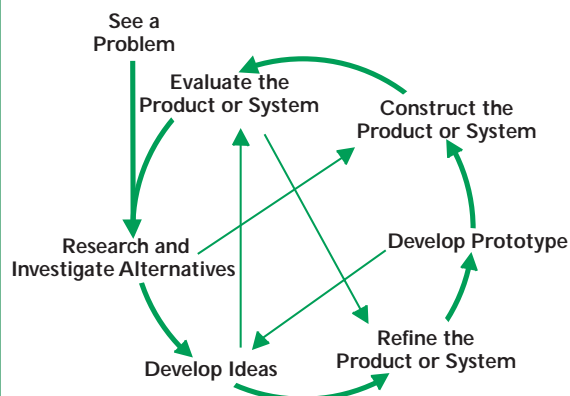 See a
Problem
Evaluate the
Product or System
Construct the
Product or System
Research and
Investigate Alternatives
Develop Prototype
Refine the
Product or System
Develop Ideas